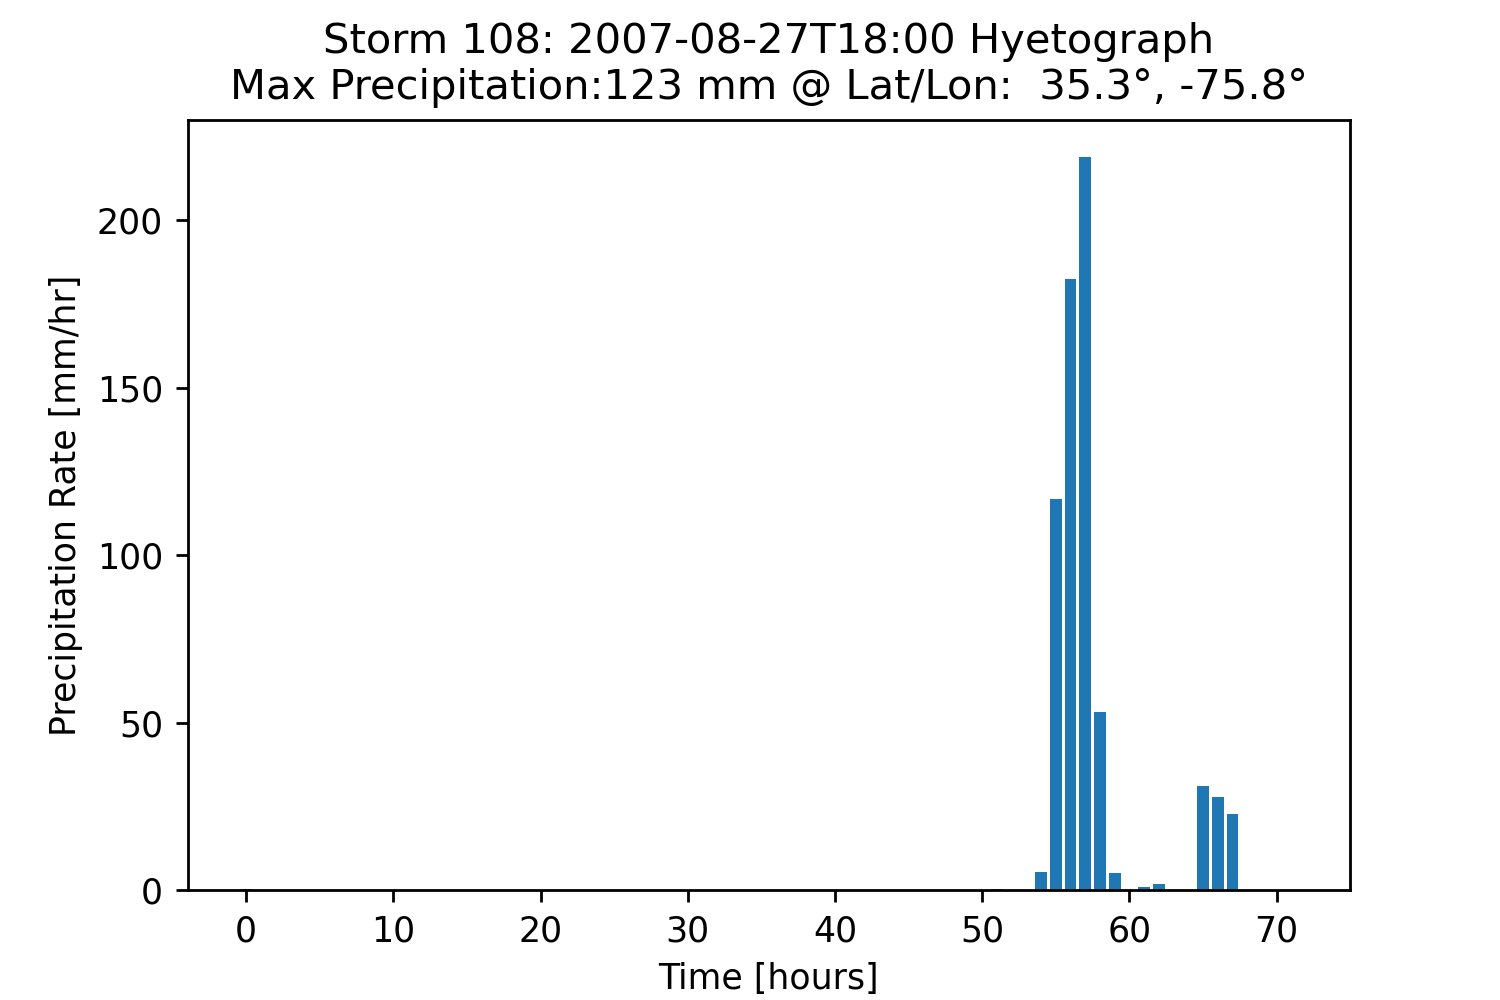 Storm 108: 2007-08-27T18:00 Hyetograph
Max Precipitation:123 mm @ Lat/Lon:  35.3°, -75.8°
Precipitation Rate [mm/hr]
200
150
100
50
0
0 10 20 30 40 50 60 70
Time [hours]